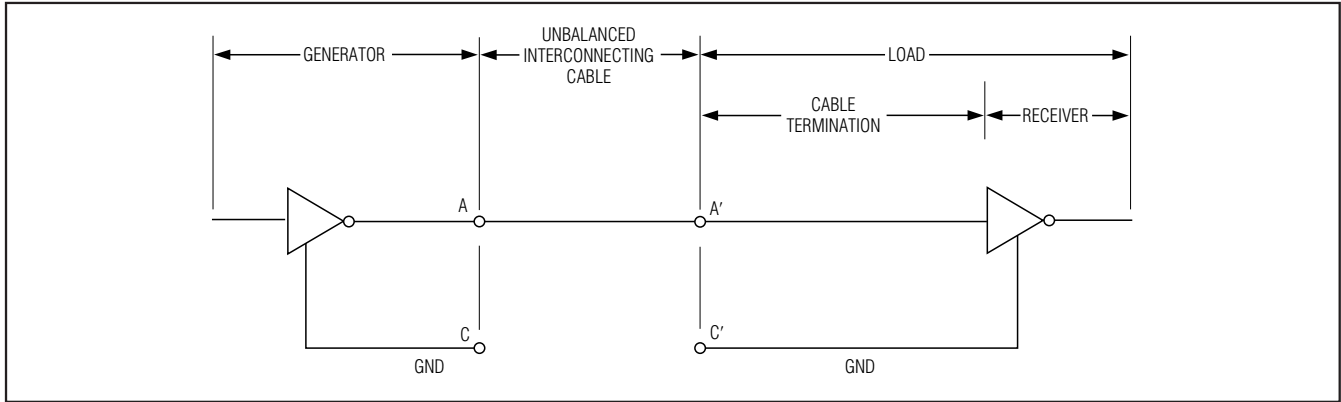 UNBALANCED
INTERCONNECTING
CABLE
GENERATOR
LOAD
CABLE
TERMINATION
RECEIVER
A
A′
C
C′
GND
GND